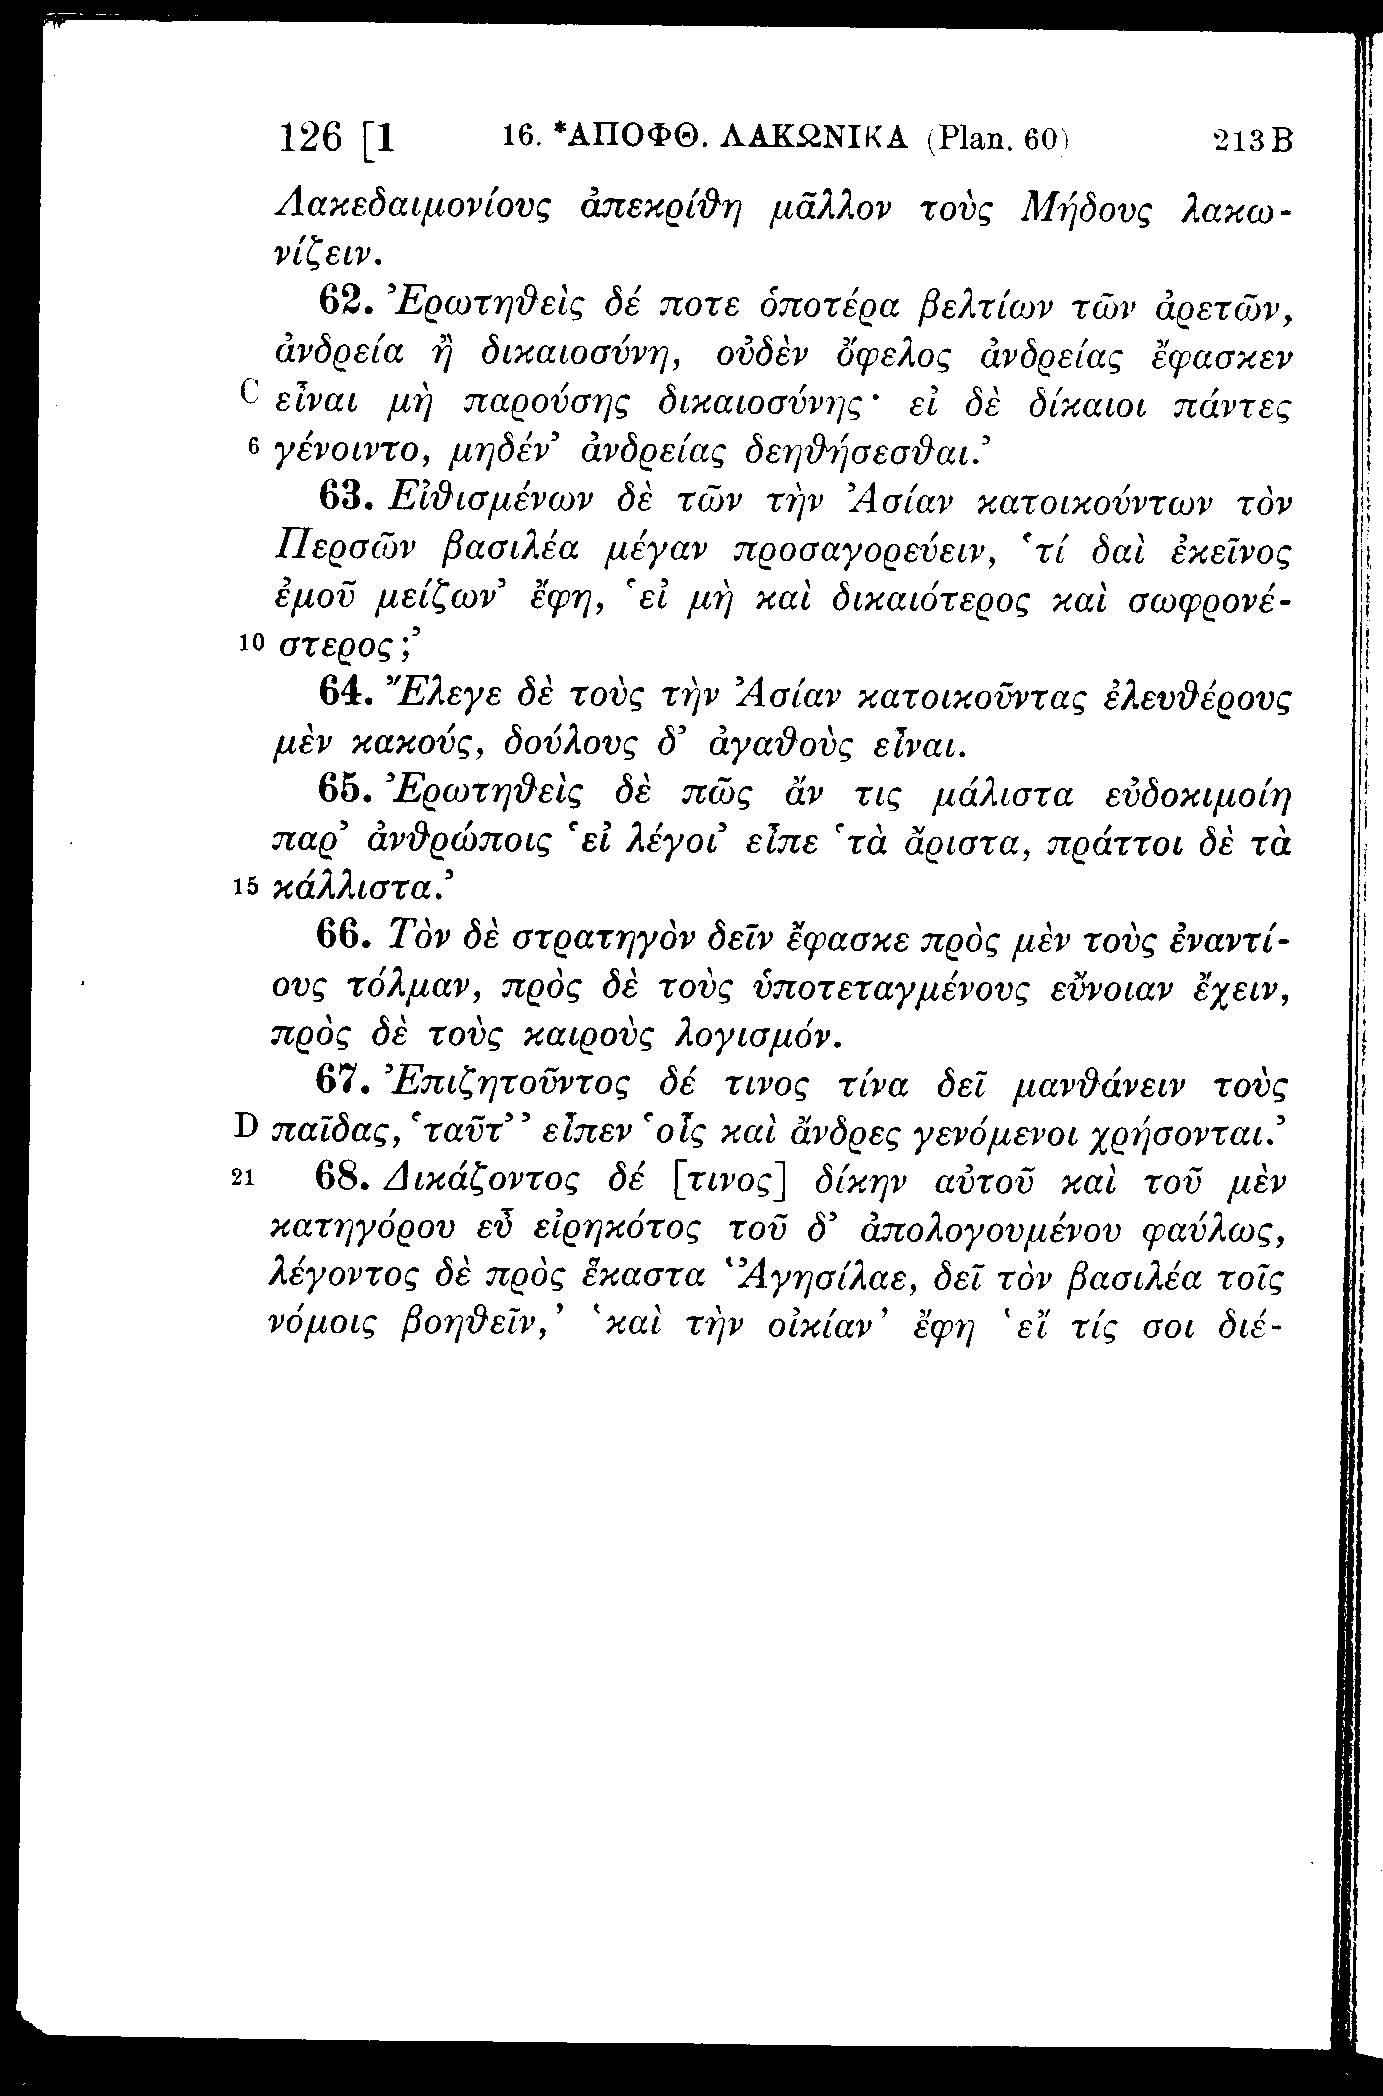 126 [1 16. *ΑΠΟΦΘ. ΛΑΚΩΝΙΚΑ (Plan. 60) 213 B
Λακεδαιμονίους ἀπεκρίθη μᾶλλον τοὺς Μήδους λακω-
νίζειν.
62. Ἐρωτηθεὶς δέ ποτε ὁποτέρα βελτίων τῶν ἀρετῶν,
ἀνδρεία ἢ δικαιοσύνη, οὐδὲν ὄφελος ἀνδρείας ἔφασκεν
C εἶναι μὴ παρούσης δικαιοσύνης· εἰ δὲ δίκαιοι πάντες
6 γένοιντο, μηδέν’ ἀνδρείας δεηθήσεσθαι.’
63. Εἰθισμένων δὲ τῶν τὴν Ἀσίαν κατοικούντων τὸν
Περσῶν βασιλέα μέγαν προσαγορεύειν, ‘τί δαὶ ἐκεῖνος
ἐμοῦ μείζων’ ἔφη, ‘εἰ μὴ καὶ δικαιότερος καὶ σωφρονέ-
10 στερος;’
64. Ἔλεγε δὲ τοὺς τὴν Ἀσίαν κατοικοῦντας ἐλευθέρους
μὲν κακούς, δούλους δ’ ἀγαθοὺς εἶναι.
65. Ἐρωτηθεὶς δὲ πῶς ἄν τις μάλιστα εὐδοκιμοίη
παρ’ ἀνθρώποις ‘εἰ λέγοι’ εἶπε ‘τὰ ἄριστα, πράττοι δὲ τὰ
15 κάλλιστα.’
66. Τὸν δὲ στρατηγὸν δεῖν ἔφασκε πρὸς μὲν τοὺς ἐναντί-
ους τόλμαν, πρὸς δὲ τοὺς ὑποτεταγμένους εὔνοιαν ἔχειν,
πρὸς δὲ τοὺς καιροὺς λογισμόν.
67. Ἐπιζητοῦντος δέ τινος τίνα δεῖ μανθάνειν τοὺς
D παῖδας, ‘ταῦτ’’ εἶπεν ‘οἷς καὶ ἄνδρες γενόμενοι χρήσονται.’
21 68. Δικάζοντος δέ [τινος] δίκην αὐτοῦ καὶ τοῦ μὲν
κατηγόρου εὖ εἰρηκότος τοῦ δ’ ἀπολογουμένου φαύλως,
λέγοντος δὲ πρὸς ἕκαστα ‘Ἀγησίλαε, δεῖ τὸν βασιλέα τοῖς
νόμοις βοηθεῖν,’ ‘καὶ τὴν οἰκίαν’ ἔφη ‘εἴ τίς σοι διέ-